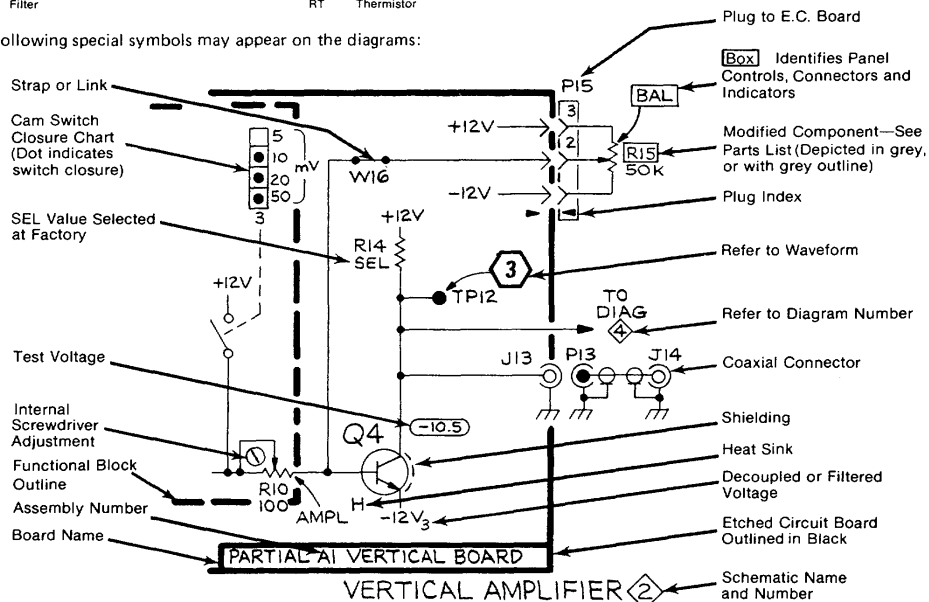 Filter
RT Thermistor
ollowing special symbols may appear on the diagrams:
Plug to E.C. Board
Box Identifies Panel
Controls, Connectors and
Indicators
Modified Component—See
Parts List (Depicted in grey,
or with grey outline)
Plug Index
Refer to Waveform
Refer to Diagram Number
Coaxial Connector
Shielding
Heat Sink
Decoupled or Filtered
Voltage
Etched Circuit Board
Outlined in Black
Schematic Name
and Number
Strap or Link
Cam Switch
Closure Chart
(Dot indicates
switch closure)
SEL Value Selected
at Factory
Test Voltage
Internal
Screwdriver
Adjustment
Functional Block
Outline
Assembly Number
Board Name
5
10
20
50
mV
3
+12V
W16
+12V
-12V
P15
3
2
BAL
R15
50K
+12V
R14
SEL
3
TP12
TO
DIAG
4
J13
P13
J14
-10.5
Q4
R10
100
AMPL
H
-12V3
PARTIAL A1 VERTICAL BOARD
VERTICAL AMPLIFIER 2